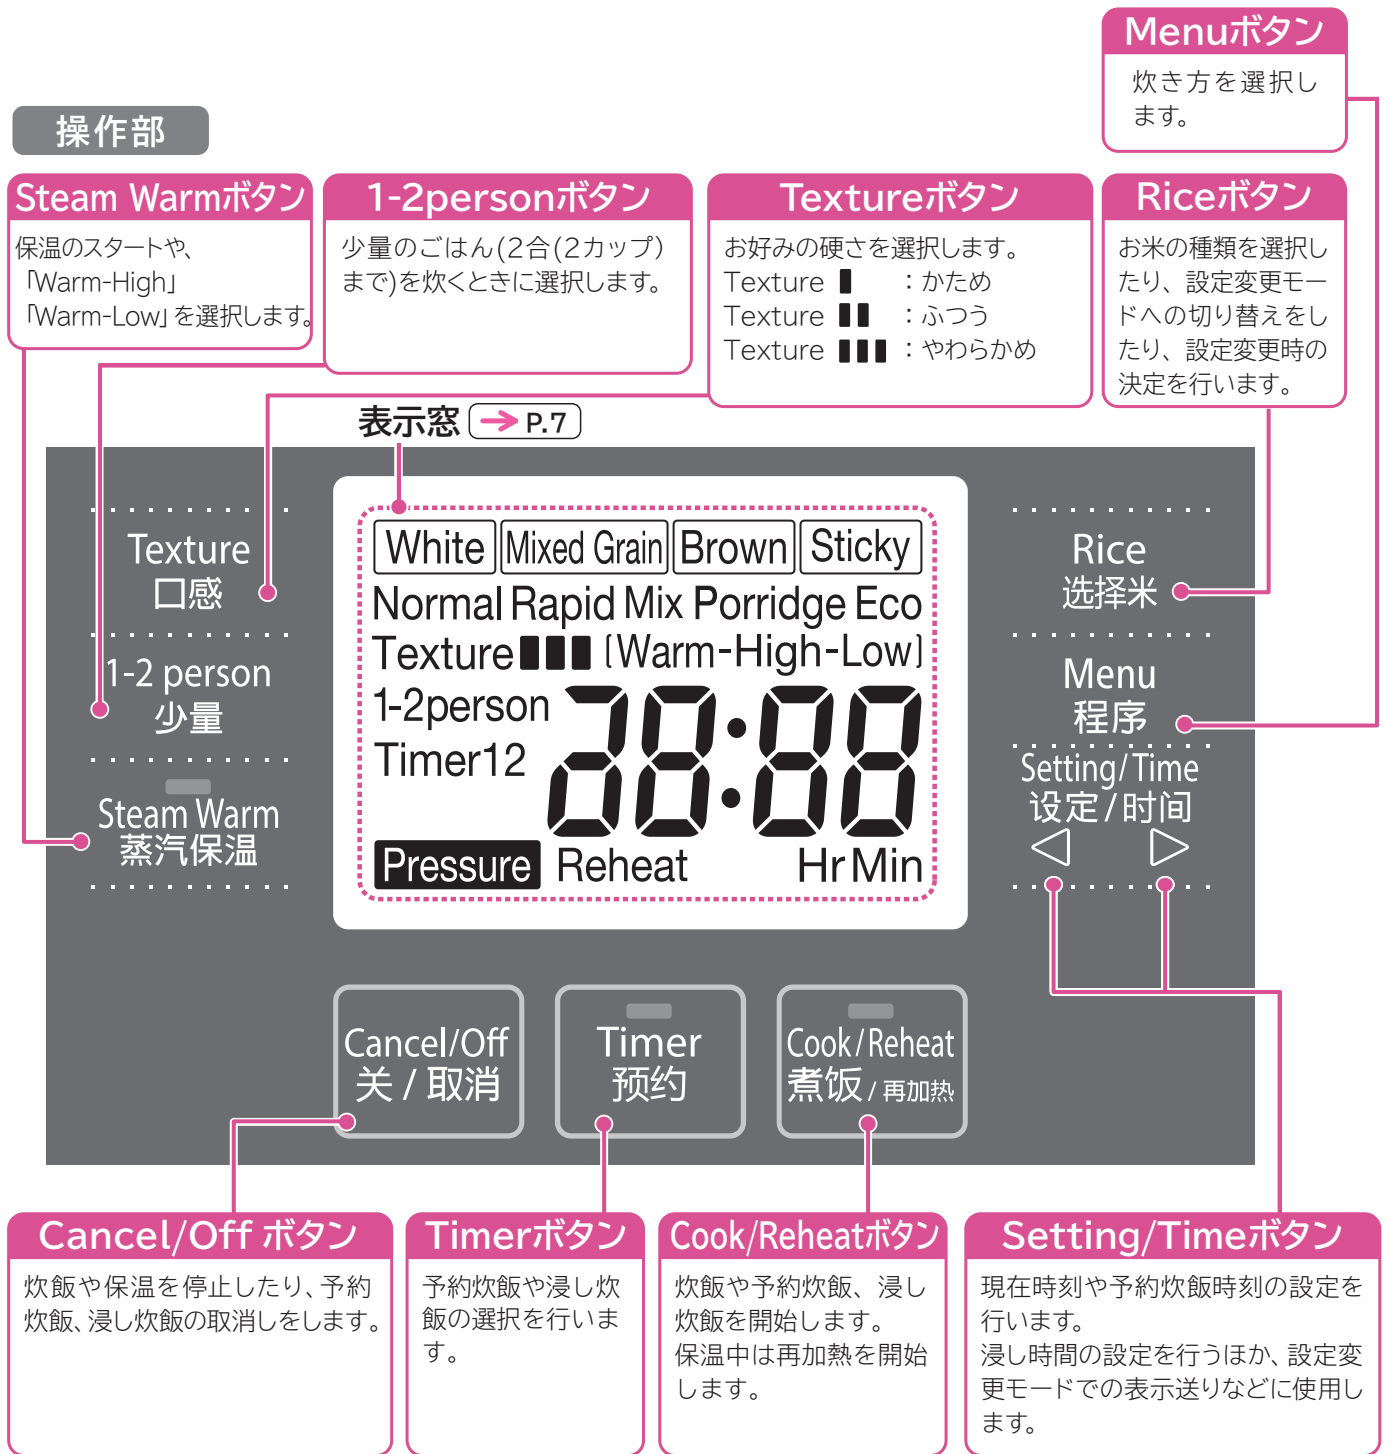 Menuボタン
炊き方を選択し
ます。
操作部
Steam Warmボタン
保温のスタートや、
「Warm-High」
「Warm-Low」を選択します。
1-2personボタン
少量のごはん(2合(2カップ)
まで)を炊くときに選択します。
Textureボタン
お好みの硬さを選択します。
Texture ▮ ：かため
Texture ▮▮ ：ふつう
Texture ▮▮▮ ：やわらかめ
Riceボタン
お米の種類を選択し
たり、設定変更モー
ドへの切り替えをし
たり、設定変更時の
決定を行います。
表示窓 → P.7
Texture
口感
1-2 person
少量
Steam Warm
蒸汽保温
White Mixed Grain Brown Sticky
Normal Rapid Mix Porridge Eco
Texture▮▮▮ [Warm-High-Low]
1-2person
Timer12
28:88
Pressure Reheat Hr Min
Rice
选择米
Menu
程序
Setting/Time
设定/时间
◁ ▷
Cancel/Off
关 / 取消
Timer
预约
Cook/Reheat
煮饭 / 再加热
Cancel/Off ボタン
炊飯や保温を停止したり、予約
炊飯、浸し炊飯の取消しをします。
Timerボタン
予約炊飯や浸し炊
飯の選択を行いま
す。
Cook/Reheatボタン
炊飯や予約炊飯、浸し
炊飯を開始します。
保温中は再加熱を開始
します。
Setting/Timeボタン
現在時刻や予約炊飯時刻の設定を
行います。
浸し時間の設定を行うほか、設定変
更モードでの表示送りなどに使用し
ます。